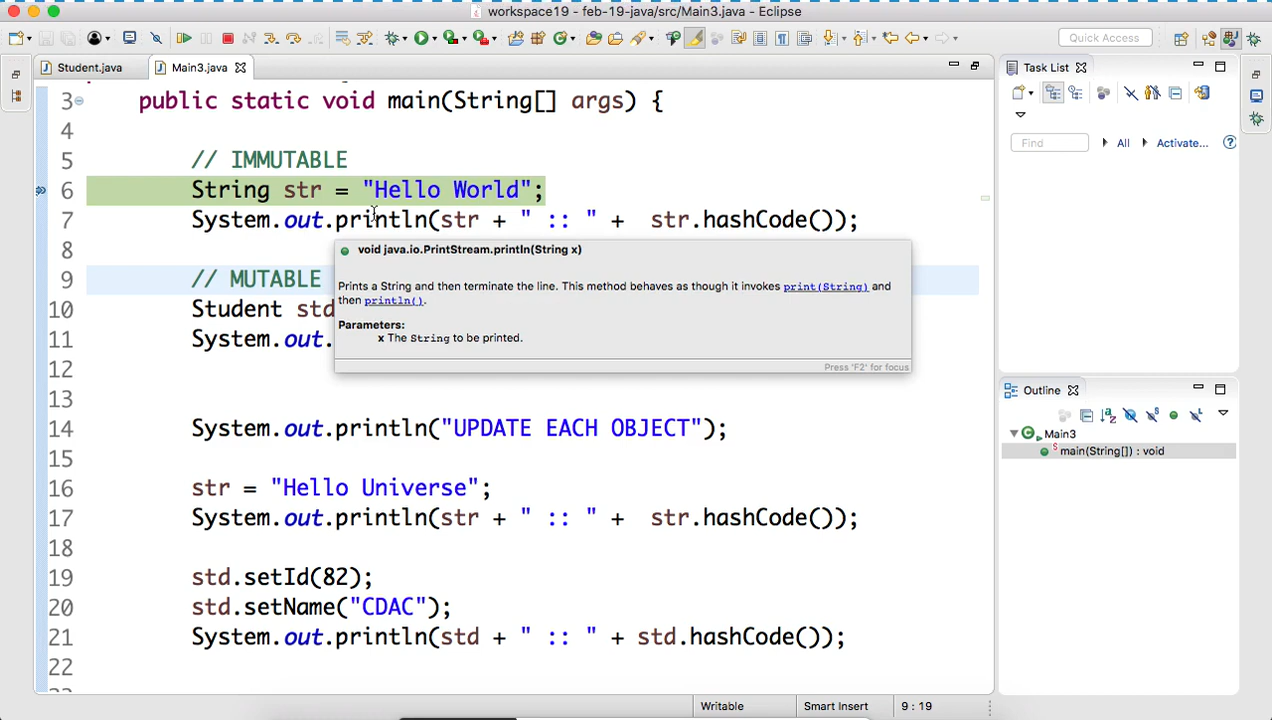 workspace19 - feb-19-java/src/Main3.java - Eclipse
Quick Access
Student.java
Main3.java
3 public static void main(String[] args) {
4
5 // IMMUTABLE
6 String str = "Hello World";
7 System.out.println(str + " :: " + str.hashCode());
8
9 // MUTABLE
10 Student std
11 System.out.
12
13
14 System.out.println("UPDATE EACH OBJECT");
15
16 str = "Hello Universe";
17 System.out.println(str + " :: " + str.hashCode());
18
19 std.setId(82);
20 std.setName("CDAC");
21 System.out.println(std + " :: " + std.hashCode());
22
void java.io.PrintStream.println(String x)
Prints a String and then terminate the line. This method behaves as though it invokes print(String) and
then println().
Parameters:
x The String to be printed.
Press 'F2' for focus
Task List
Find
All
Activate...
Outline
Main3
main(String[]) : void
Writable
Smart Insert
9 : 19